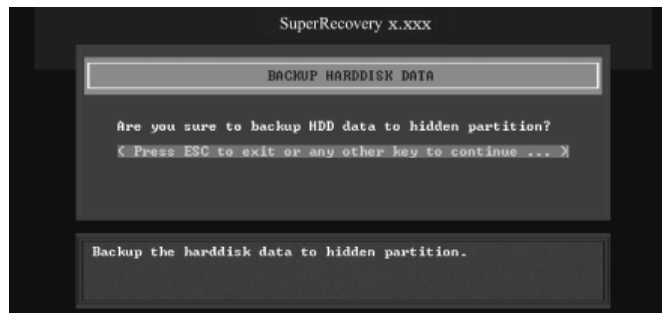 SuperRecovery x.xxx
BACKUP HARDDISK DATA
Are you sure to backup HDD data to hidden partition?
< Press ESC to exit or any other key to continue ... >
Backup the harddisk data to hidden partition.